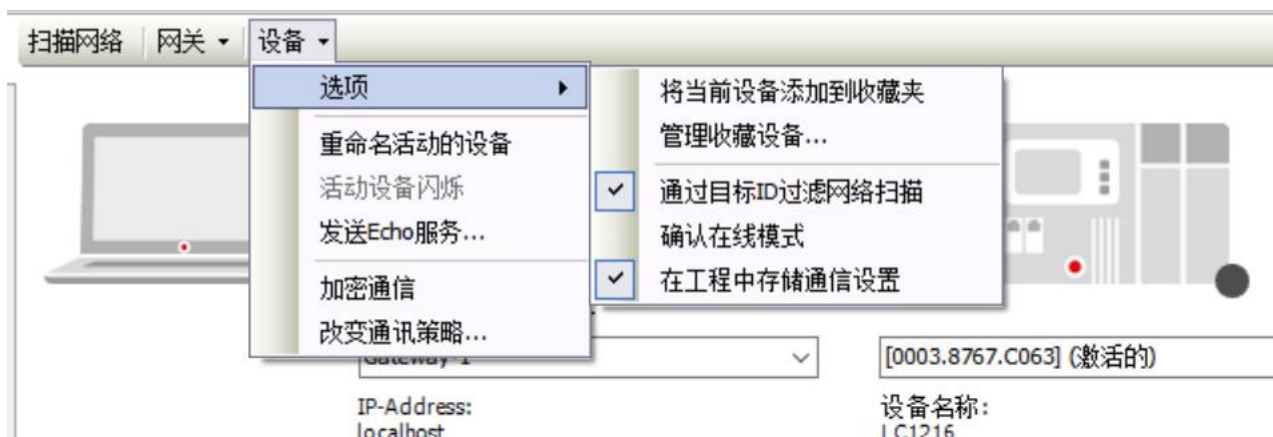 扫描网络 网关 设备
选项
重命名活动的设备
活动设备闪烁
发送Echo服务...
加密通信
改变通讯策略...
将当前设备添加到收藏夹
管理收藏设备...
通过目标ID过滤网络扫描
确认在线模式
在工程中存储通信设置
Gateway-1
[0003.8767.C063] (激活的)
IP-Address:
localhost
设备名称:
LC1216